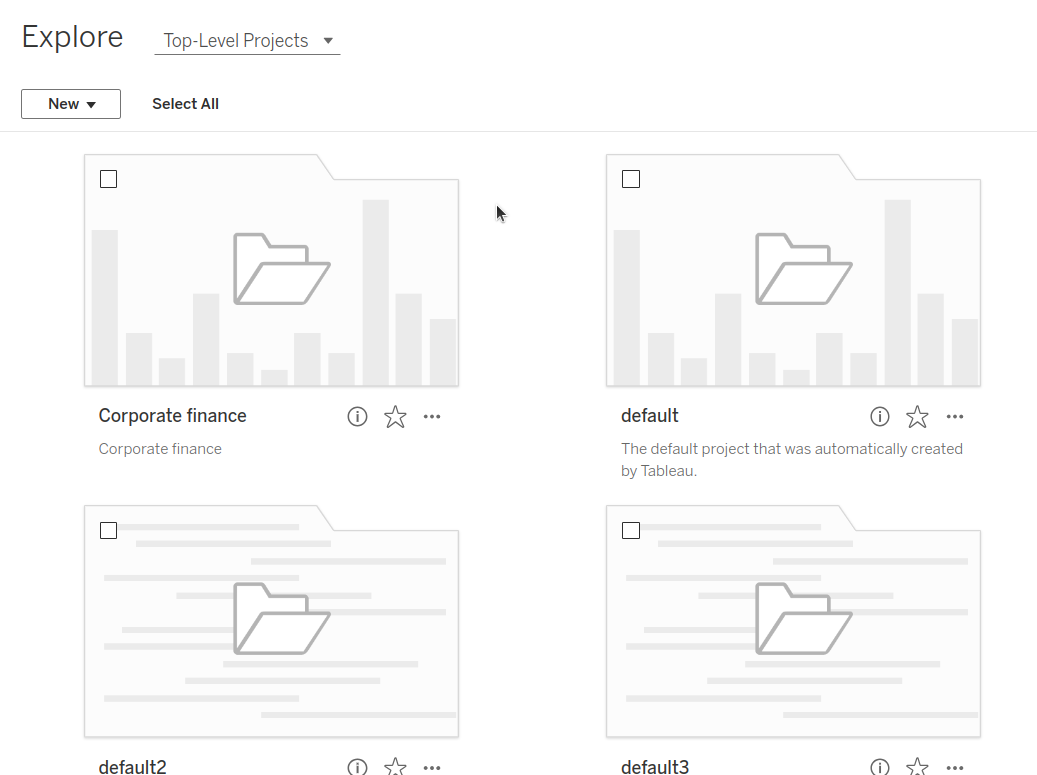 Explore
Top-Level Projects
New
Select All
Corporate finance
Corporate finance
default
The default project that was automatically created
by Tableau.
default2
default3